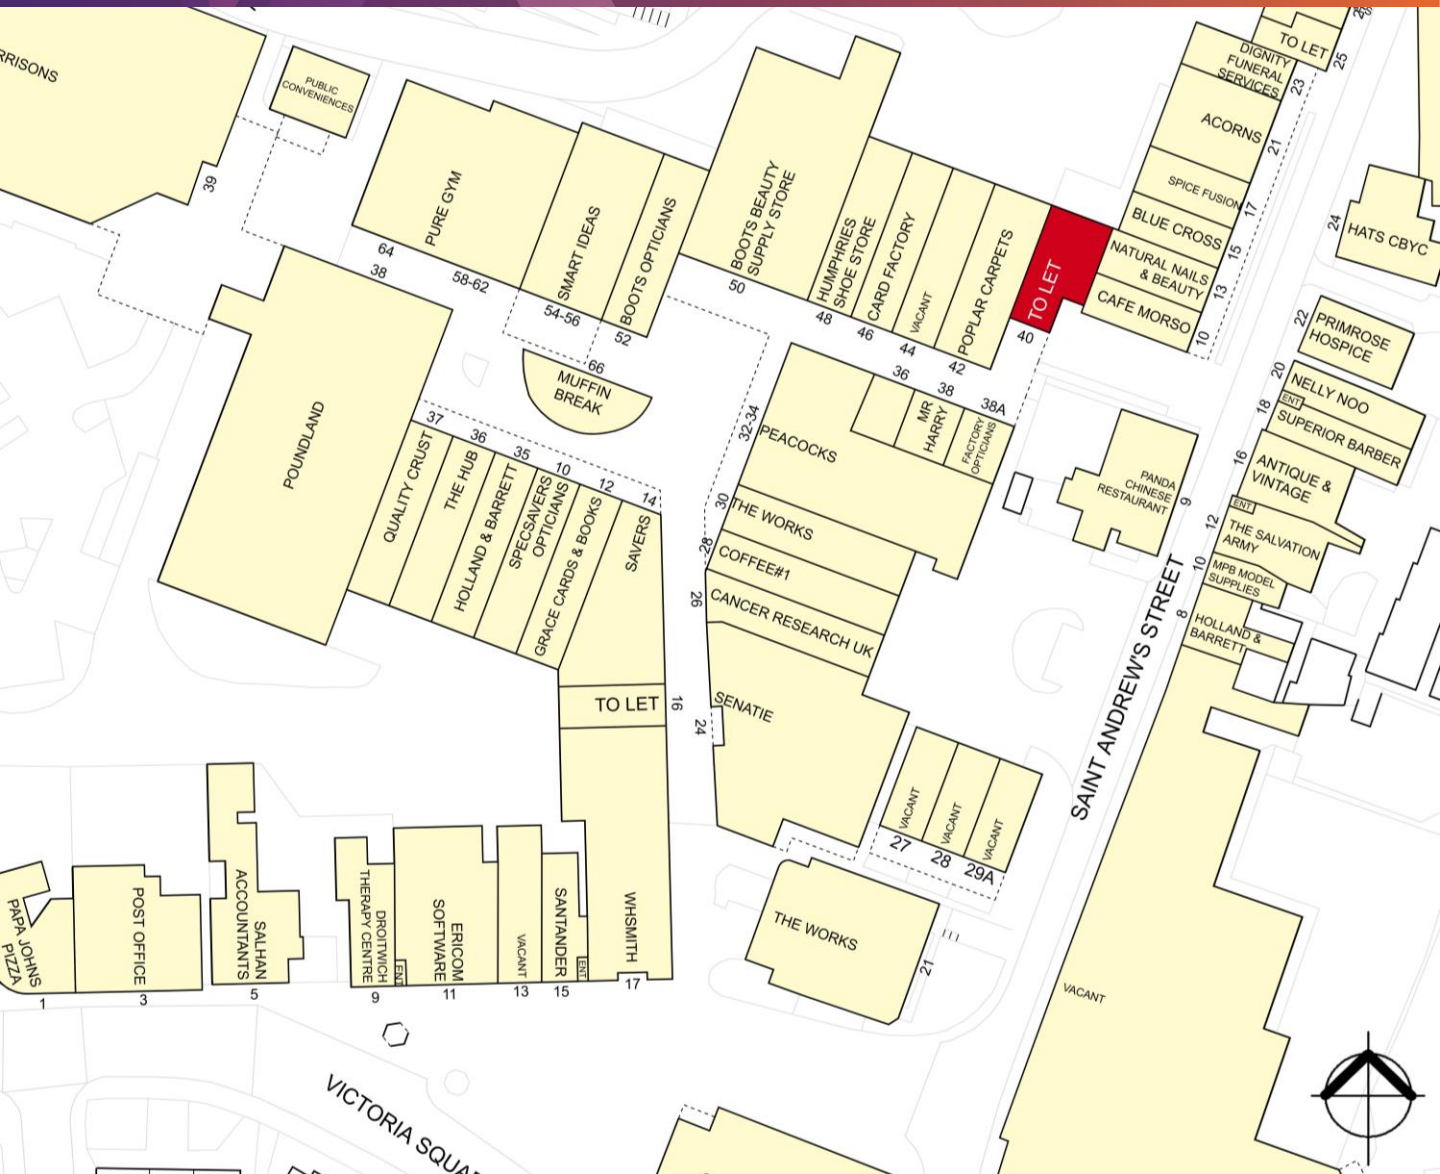 RRISONS
39
PUBLIC
CONVENIENCES
PURE GYM
64
58-62
SMART IDEAS
54-56
BOOTS OPTICIANS
52
BOOTS BEAUTY
SUPPLY STORE
50
HUMPHRIES
SHOE STORE
48
CARD FACTORY
46
VACANT
44
POPLAR CARPETS
42
TO LET
40
TO LET
25
DIGNITY
FUNERAL
SERVICES
23
ACORNS
21
SPICE FUSION
17
BLUE CROSS
15
NATURAL NAILS
& BEAUTY
13
CAFE MORSO
10
24
HATS CBYC
22
PRIMROSE
HOSPICE
20
NELLY NOO
18
ENT
SUPERIOR BARBER
16
ANTIQUE &
VINTAGE
12
ENT
THE SALVATION
ARMY
10
MPB MODEL
SUPPLIES
8
HOLLAND &
BARRETT
38
POUNDLAND
66
MUFFIN
BREAK
37
QUALITY CRUST
36
THE HUB
35
HOLLAND & BARRETT
10
SPECSAVERS
OPTICIANS
12
GRACE CARDS & BOOKS
14
SAVERS
TO LET
16
32-34
PEACOCKS
36
38
MR
HARRY
38A
FACTORY
OPTICIANS
30
THE WORKS
28
COFFEE#1
26
CANCER RESEARCH UK
24
SENATIE
PANDA
CHINESE
RESTAURANT
9
SAINT ANDREW'S STREET
VACANT
27
VACANT
28
VACANT
29A
THE WORKS
21
VACANT
PAPA JOHNS
PIZZA
1
POST OFFICE
3
SALHAN
ACCOUNTANTS
5
DROITWICH
THERAPY CENTRE
9
ENT
ERICOM
SOFTWARE
11
VACANT
13
SANTANDER
15
ENT
WHSMITH
17
VICTORIA SQUA